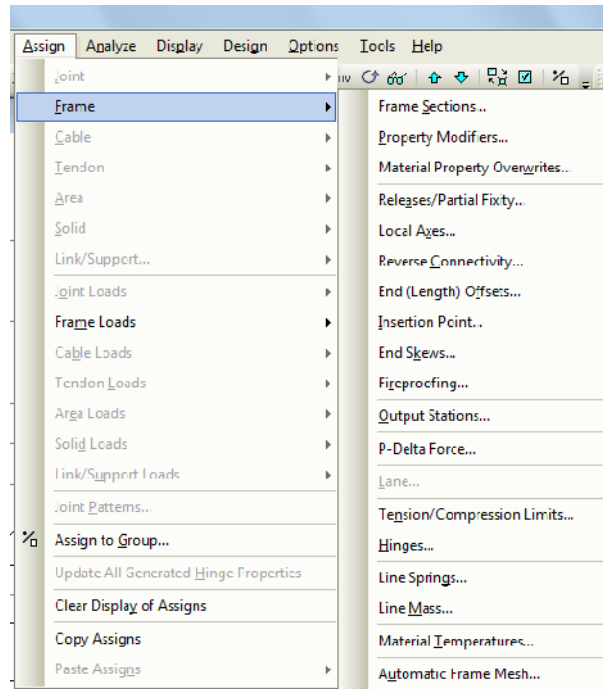 Assign Analyze Display Design Options Tools Help
Joint
Frame
Cable
Tendon
Area
Solid
Link/Support...
Joint Loads
Frame Loads
Cable Loads
Tendon Loads
Area Loads
Solid Loads
Link/Support Loads
Joint Patterns...
Assign to Group...
Update All Generated Hinge Properties
Clear Display of Assigns
Copy Assigns
Paste Assigns
Frame Sections...
Property Modifiers...
Material Property Overwrites...
Releases/Partial Fixity...
Local Axes...
Reverse Connectivity...
End (Length) Offsets...
Insertion Point...
End Skews...
Fireproofing...
Output Stations...
P-Delta Force...
Lane...
Tension/Compression Limits...
Hinges...
Line Springs...
Line Mass...
Material Temperatures...
Automatic Frame Mesh...